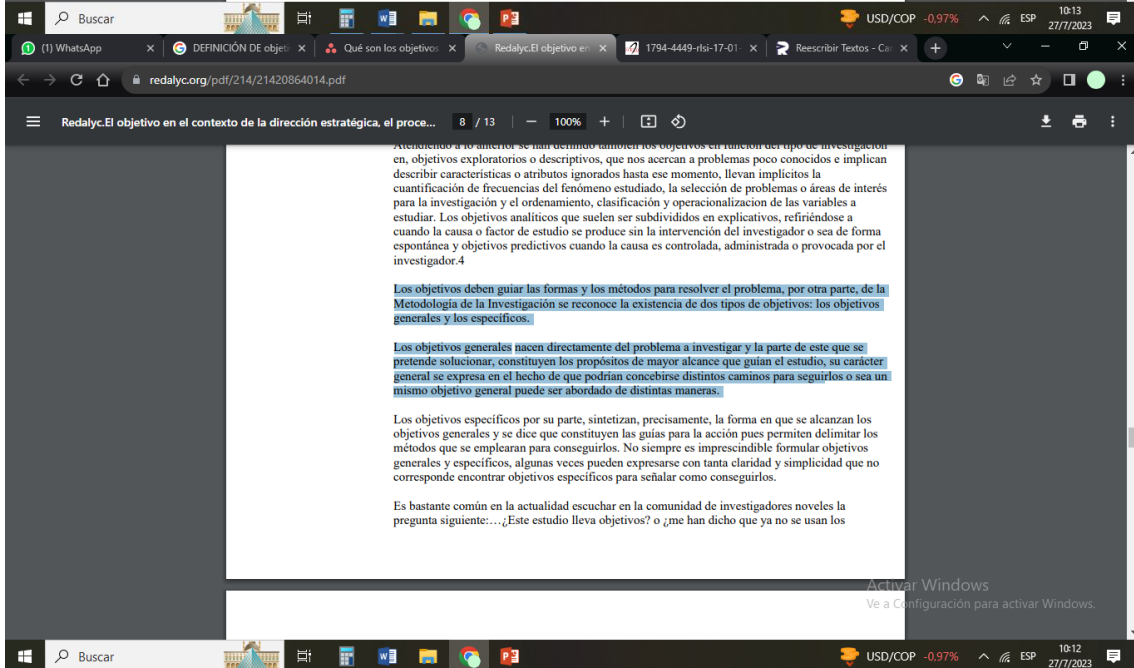 Buscar
USD/COP -0,97%
ESP
10:13
27/7/2023
(1) WhatsApp
DEFINICIÓN DE objeti
Qué son los objetivos
Redalyc.El objetivo en
1794-4449-rlsi-17-01-
Reescribir Textos - Car
redalyc.org/pdf/214/21420864014.pdf
Redalyc.El objetivo en el contexto de la dirección estratégica, el proce...
8 / 13
100%
Atendiendo a lo anterior se han definido también los objetivos en función del tipo de investigación
en, objetivos exploratorios o descriptivos, que nos acercan a problemas poco conocidos e implican
describir características o atributos ignorados hasta ese momento, llevan implícitos la
cuantificación de frecuencias del fenómeno estudiado, la selección de problemas o áreas de interés
para la investigación y el ordenamiento, clasificación y operacionalizacion de las variables a
estudiar. Los objetivos analíticos que suelen ser subdivididos en explicativos, refiriéndose a
cuando la causa o factor de estudio se produce sin la intervención del investigador o sea de forma
espontánea y objetivos predictivos cuando la causa es controlada, administrada o provocada por el
investigador.4
Los objetivos deben guiar las formas y los métodos para resolver el problema, por otra parte, de la
Metodología de la Investigación se reconoce la existencia de dos tipos de objetivos: los objetivos
generales y los específicos.
Los objetivos generales nacen directamente del problema a investigar y la parte de este que se
pretende solucionar, constituyen los propósitos de mayor alcance que guían el estudio, su carácter
general se expresa en el hecho de que podrían concebirse distintos caminos para seguirlos o sea un
mismo objetivo general puede ser abordado de distintas maneras.
Los objetivos específicos por su parte, sintetizan, precisamente, la forma en que se alcanzan los
objetivos generales y se dice que constituyen las guías para la acción pues permiten delimitar los
métodos que se emplearan para conseguirlos. No siempre es imprescindible formular objetivos
generales y específicos, algunas veces pueden expresarse con tanta claridad y simplicidad que no
corresponde encontrar objetivos específicos para señalar como conseguirlos.
Es bastante común en la actualidad escuchar en la comunidad de investigadores noveles la
pregunta siguiente:…¿Este estudio lleva objetivos? o ¿me han dicho que ya no se usan los
Activar Windows
Ve a Configuración para activar Windows.
Buscar
USD/COP -0,97%
ESP
10:12
27/7/2023